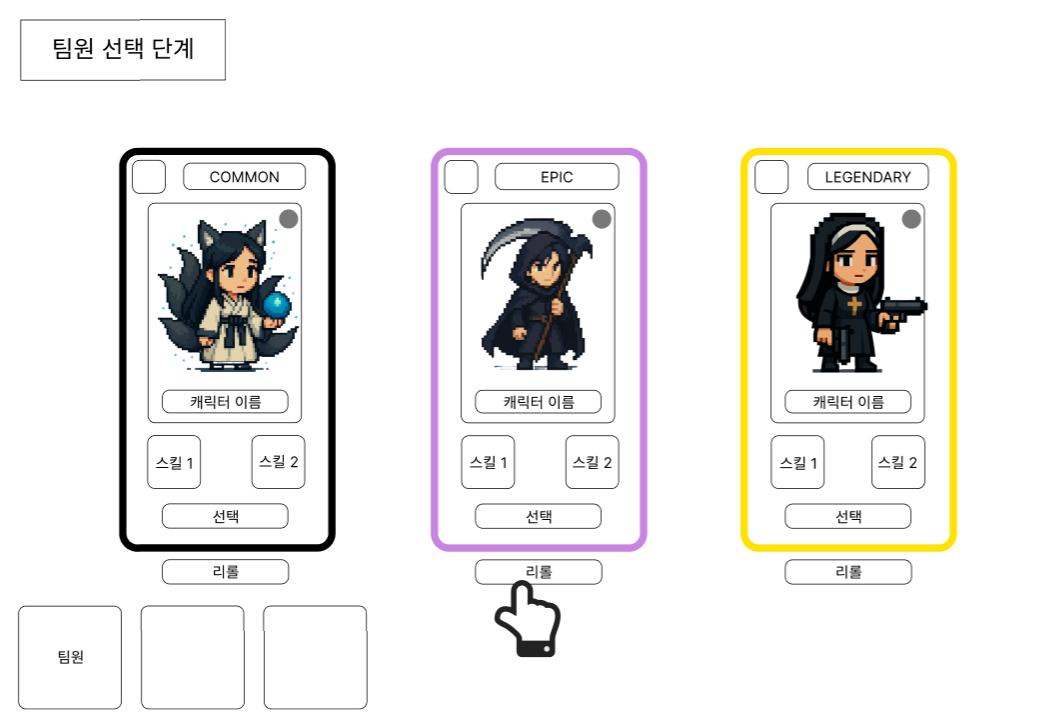 팀원 선택 단계
COMMON
EPIC
LEGENDARY
캐릭터 이름
캐릭터 이름
캐릭터 이름
스킬 1
스킬 2
스킬 1
스킬 2
스킬 1
스킬 2
선택
선택
선택
리롤
리롤
리롤
팀원